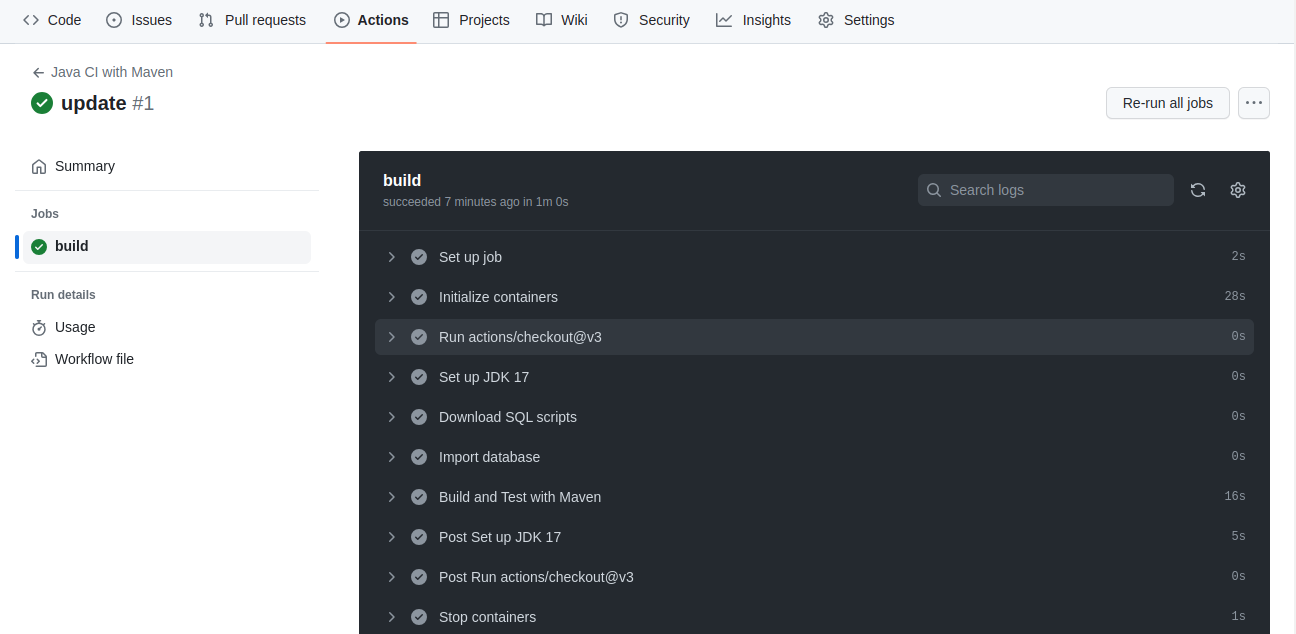 Code Issues Pull requests Actions Projects Wiki Security Insights Settings
Java CI with Maven
update #1
Re-run all jobs
Summary
Jobs
build
Run details
Usage
Workflow file
build
succeeded 7 minutes ago in 1m 0s
Search logs
Set up job 2s
Initialize containers 28s
Run actions/checkout@v3 0s
Set up JDK 17 0s
Download SQL scripts 0s
Import database 0s
Build and Test with Maven 16s
Post Set up JDK 17 5s
Post Run actions/checkout@v3 0s
Stop containers 1s